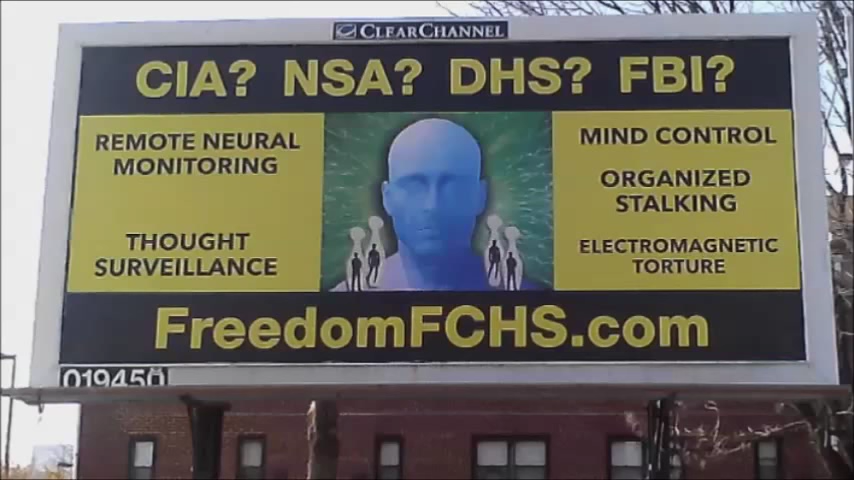 CLEARCHANNEL
CIA? NSA? DHS? FBI?
REMOTE NEURAL
MONITORING
THOUGHT
SURVEILLANCE
MIND CONTROL
ORGANIZED
STALKING
ELECTROMAGNETIC
TORTURE
FreedomFCHS.com
019450